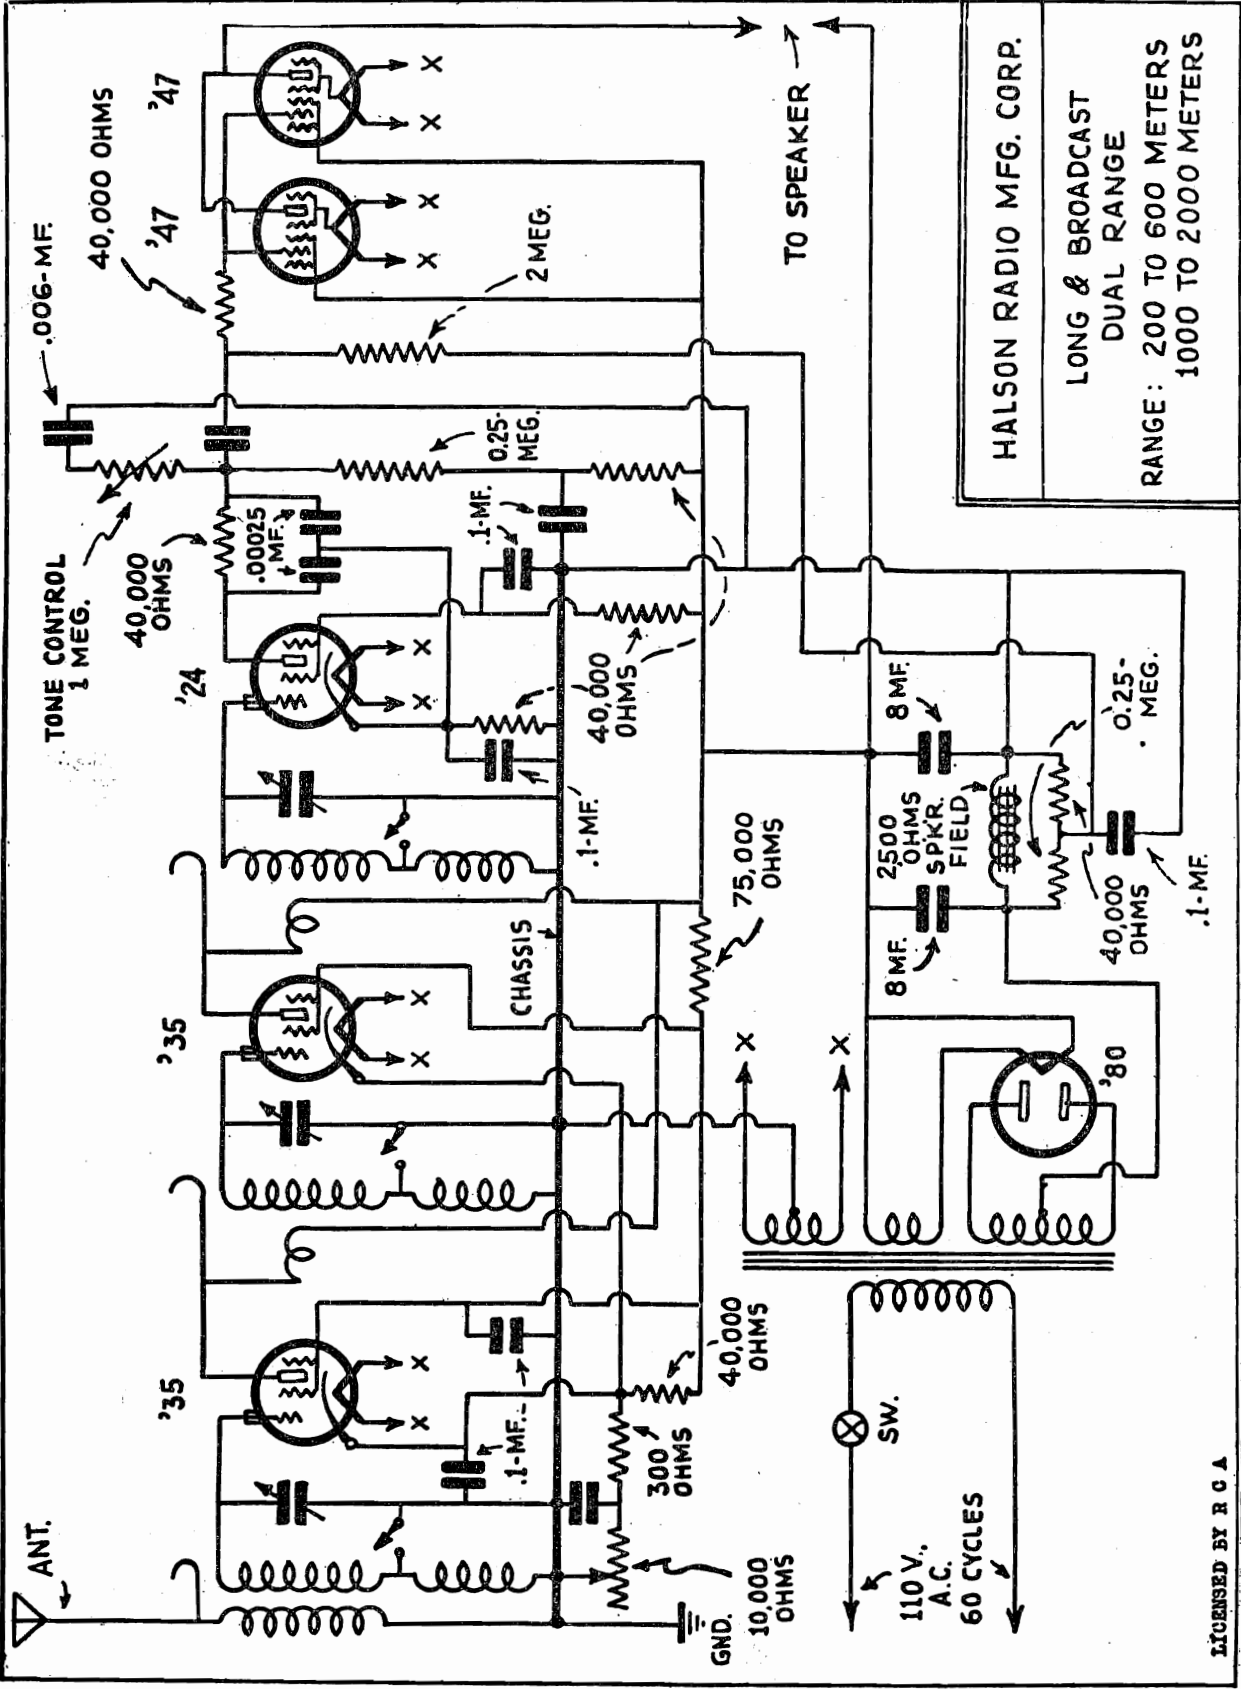 ANT.
'35
'35
'24
'47
'47
TONE CONTROL
1 MEG.
.006-MF.
40,000 OHMS
40,000
OHMS
.00025
MF.
0.25-
MEG.
2 MEG.
.1-MF.
X
X
X
X
X
X
X
X
X
X
.1-MF.
CHASSIS
.1-MF.
40,000
OHMS
TO SPEAKER
GND.
10,000
OHMS
300
OHMS
40,000
OHMS
75,000
OHMS
X
X
SW.
110 V.,
A.C.
60 CYCLES
'80
8 MF.
8 MF.
2500
OHMS
SPK'R.
FIELD
40,000
OHMS
0.25-
MEG.
.1-MF.
HALSON RADIO MFG. CORP.
LONG & BROADCAST
DUAL RANGE
RANGE: 200 TO 600 METERS
1000 TO 2000 METERS
LICENSED BY R C A